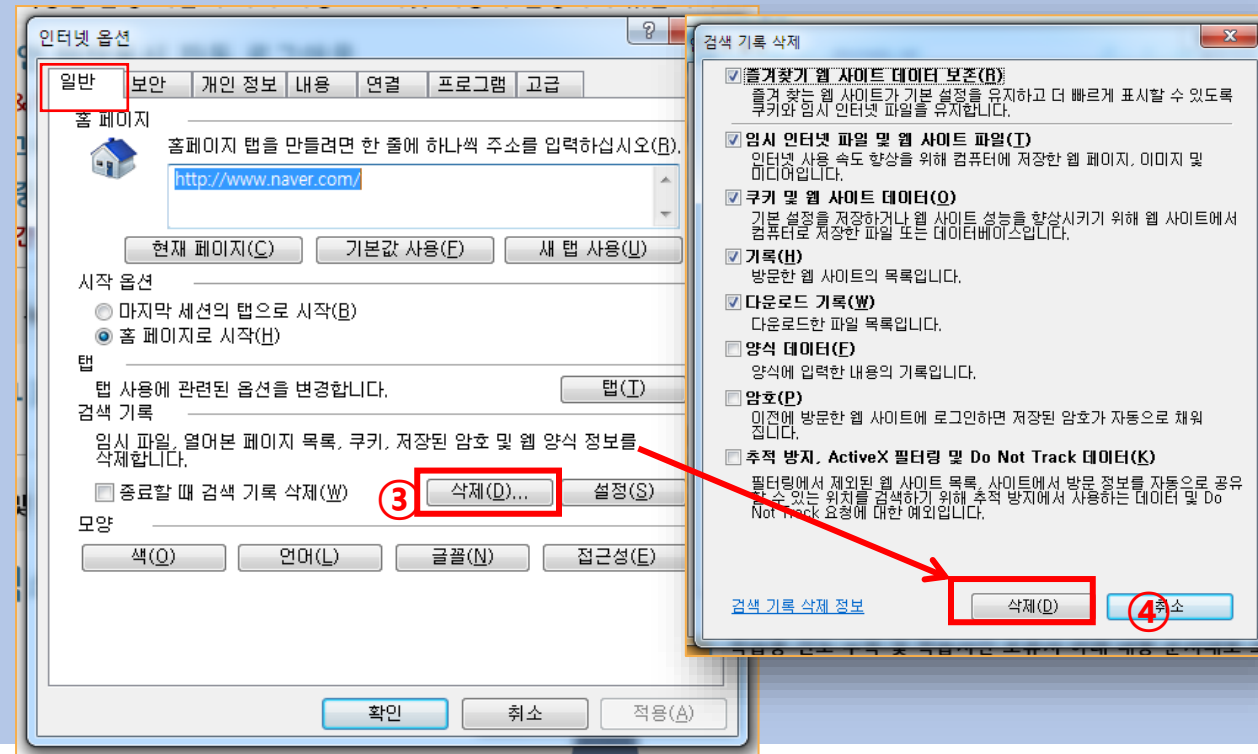 인터넷 옵션
일반 보안 개인 정보 내용 연결 프로그램 고급
홈 페이지
홈페이지 탭을 만들려면 한 줄에 하나씩 주소를 입력하십시오(R).
http://www.naver.com/
현재 페이지(C) 기본값 사용(F) 새 탭 사용(U)
시작 옵션
마지막 세션의 탭으로 시작(B)
홈 페이지로 시작(H)
탭
탭 사용에 관련된 옵션을 변경합니다. 탭(T)
검색 기록
임시 파일, 열어본 페이지 목록, 쿠키, 저장된 암호 및 웹 양식 정보를
삭제합니다.
종료할 때 검색 기록 삭제(W) ③ 삭제(D)... 설정(S)
모양
색(O) 언어(L) 글꼴(N) 접근성(E)
확인 취소 적용(A)
검색 기록 삭제
즐겨찾기 웹 사이트 데이터 보존(R)
즐겨 찾는 웹 사이트가 기본 설정을 유지하고 더 빠르게 표시할 수 있도록
쿠키와 임시 인터넷 파일을 유지합니다.
임시 인터넷 파일 및 웹 사이트 파일(T)
인터넷 사용 속도 향상을 위해 컴퓨터에 저장한 웹 페이지, 이미지 및
미디어입니다.
쿠키 및 웹 사이트 데이터(O)
기본 설정을 저장하거나 웹 사이트 성능을 향상시키기 위해 웹 사이트에서
컴퓨터로 저장한 파일 또는 데이터베이스입니다.
기록(H)
방문한 웹 사이트의 목록입니다.
다운로드 기록(W)
다운로드한 파일 목록입니다.
양식 데이터(F)
양식에 입력한 내용의 기록입니다.
암호(P)
이전에 방문한 웹 사이트에 로그인하면 저장된 암호가 자동으로 채워
집니다.
추적 방지, ActiveX 필터링 및 Do Not Track 데이터(K)
필터링에서 제외된 웹 사이트 목록, 사이트에서 방문 정보를 자동으로 공유
할 수 있는 위치를 검색하기 위해 추적 방지에서 사용하는 데이터 및 Do
Not Track 요청에 대한 예외입니다.
검색 기록 삭제 정보 삭제(D) ④ 취소